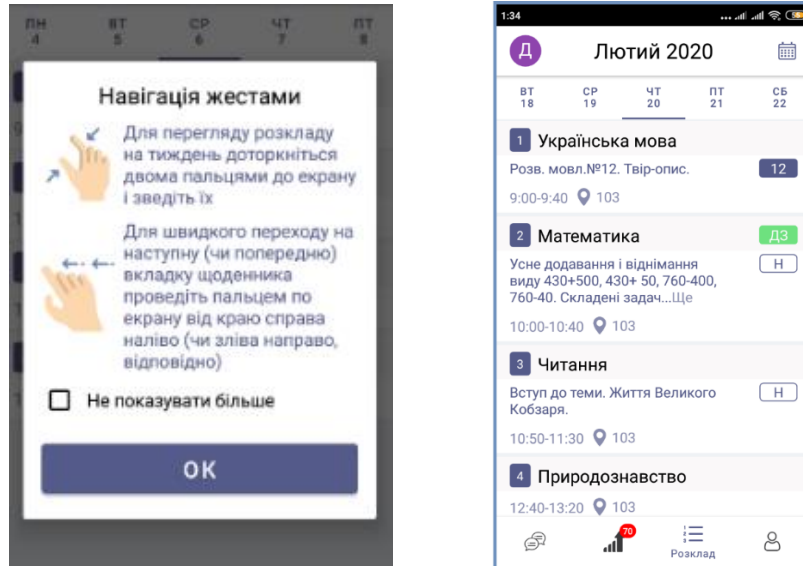 ПН ВТ СР ЧТ ПТ
4 5 6 7 8
Навігація жестами
Для перегляду розкладу
на тиждень доторкніться
двома пальцями до екрану
і зведіть їх
Для швидкого переходу на
наступну (чи попередню)
вкладку щоденника
проведіть пальцем по
екрану від краю справа
наліво (чи зліва направо,
відповідно)
Не показувати більше
ОК
1:34
Д Лютий 2020
ВТ СР ЧТ ПТ СБ
18 19 20 21 22
1 Українська мова
Розв. мовл.№12. Твір-опис. 12
9:00-9:40 103
2 Математика ДЗ
Усне додавання і віднімання Н
виду 430+500, 430+ 50, 760-400,
760-40. Складені задач...Ще
10:00-10:40 103
3 Читання
Вступ до теми. Життя Великого Н
Кобзаря.
10:50-11:30 103
4 Природознавство
12:40-13:20 103
70
Розклад